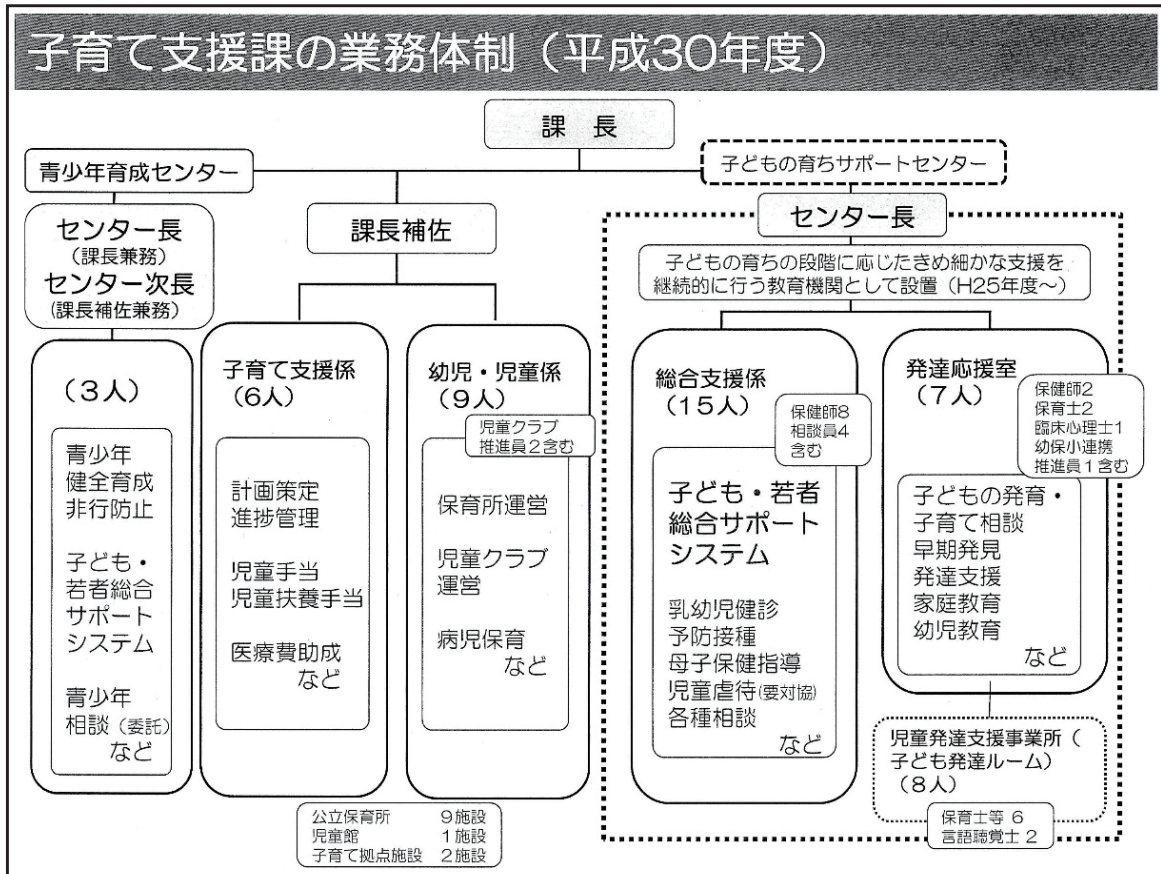 子育て支援課の業務体制（平成30年度）
課　長
青少年育成センター
子どもの育ちサポートセンター
センター長
（課長兼務）
センター次長
（課長補佐兼務）
課長補佐
センター長
子どもの育ちの段階に応じたきめ細かな支援を
継続的に行う教育機関として設置（H25年度～）
（3人）
青少年
健全育成
非行防止
子ども・
若者総合
サポート
システム
青少年
相談（委託）
など
子育て支援係
（6人）
計画策定
進捗管理
児童手当
児童扶養手当
医療費助成
など
幼児・児童係
（9人）
児童クラブ
推進員２含む
保育所運営
児童クラブ
運営
病児保育
など
総合支援係
（15人）
保健師8
相談員4
含む
子ども・若者
総合サポート
システム
乳幼児健診
予防接種
母子保健指導
児童虐待(要対協)
各種相談
など
発達応援室
（7人）
保健師2
保育士2
臨床心理士1
幼保小連携
推進員１含む
子どもの発育・
子育て相談
早期発見
発達支援
家庭教育
幼児教育
など
児童発達支援事業所（
子ども発達ルーム）
（8人）
保育士等 6
言語聴覚士 2
公立保育所　9施設
児童館　1施設
子育て拠点施設　2施設